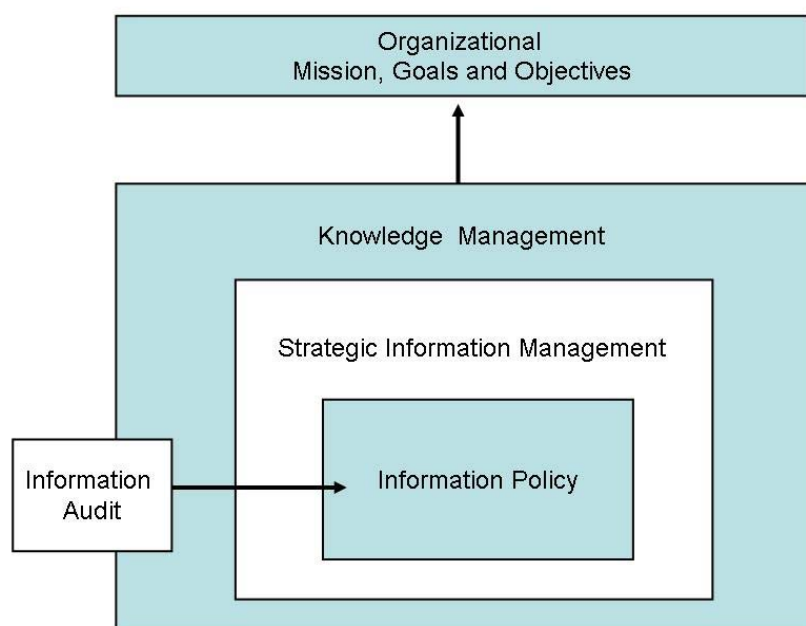 Organizational
Mission, Goals and Objectives
Knowledge Management
Strategic Information Management
Information
Audit
Information Policy